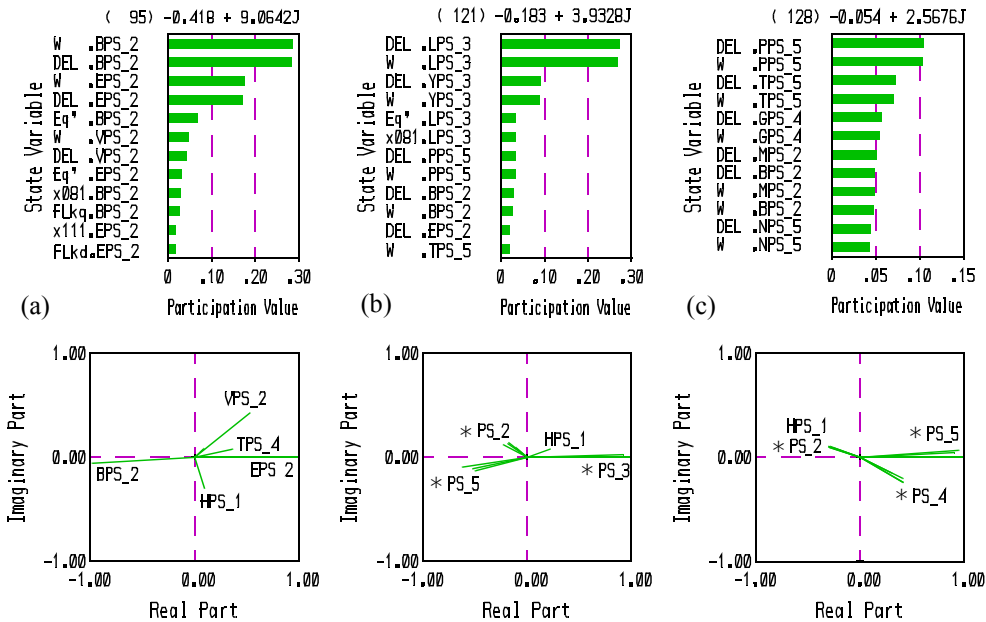 ( 95) -0.418 + 9.0642J
State Variable
W .BPS_2
DEL .BPS_2
W .EPS_2
DEL .EPS_2
Eq' .BPS_2
W .VPS_2
DEL .VPS_2
Eq' .EPS_2
x081.BPS_2
FLkq.BPS_2
x111.EPS_2
FLkd.EPS_2
0 .10 .20 .30
(a) Participation Value
( 121) -0.183 + 3.9328J
State Variable
DEL .LPS_3
W .LPS_3
DEL .YPS_3
W .YPS_3
Eq' .LPS_3
x081.LPS_3
DEL .PPS_5
W .PPS_5
DEL .BPS_2
W .BPS_2
DEL .EPS_2
W .TPS_5
0 .10 .20 .30
(b) Participation Value
( 128) -0.054 + 2.5676J
State Variable
DEL .PPS_5
W .PPS_5
DEL .TPS_5
W .TPS_5
DEL .GPS_4
W .GPS_4
DEL .MPS_2
DEL .BPS_2
W .MPS_2
W .BPS_2
DEL .NPS_5
W .NPS_5
0 .05 .10 .15
(c) Participation Value
Imaginary Part
1.00
0.00
-1.00
VPS_2
TPS_4
EPS 2
BPS_2
HPS_1
-1.00 0.00 1.00
Real Part
Imaginary Part
1.00
0.00
-1.00
* PS_2
HPS_1
* PS_3
* PS_5
-1.00 0.00 1.00
Real Part
Imaginary Part
1.00
0.00
-1.00
HPS_1
* PS_2
* PS_5
* PS_4
-1.00 0.00 1.00
Real Part